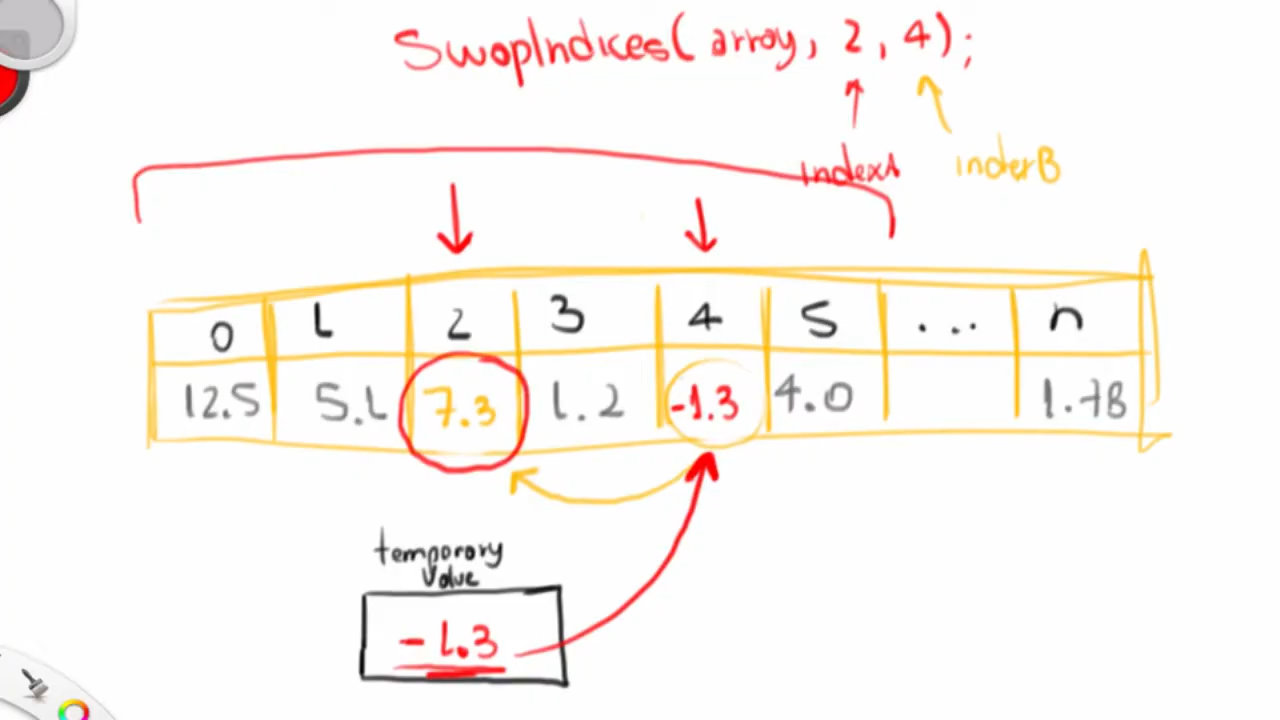 SwapIndices( array, 2, 4);
indexA indexB
0 1 2 3 4 5 ... n
12.5 5.1 7.3 1.2 -1.3 4.0 1.78
temporary
value
-1.3